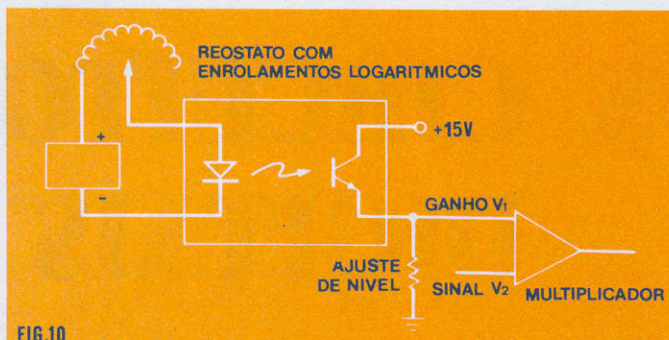 REOSTATO COM
ENROLAMENTOS LOGARITMICOS
+
-
+15V
GANHO V₁
AJUSTE
DE NIVEL
SINAL V₂
MULTIPLICADOR
FIG.10